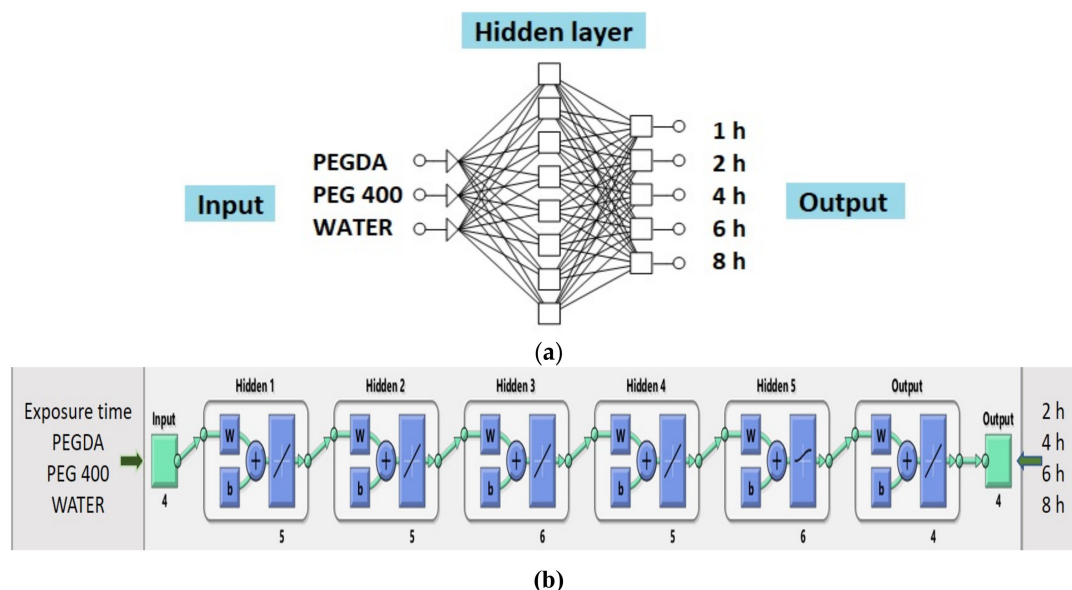 Hidden layer
PEGDA
PEG 400
WATER
Input
1 h
2 h
4 h
6 h
8 h
Output
(a)
Exposure time
PEGDA
PEG 400
WATER
Input
4
Hidden 1
W
b
+
5
Hidden 2
W
b
+
5
Hidden 3
W
b
+
6
Hidden 4
W
b
+
5
Hidden 5
W
b
+
6
Output
W
b
+
4
Output
4
2 h
4 h
6 h
8 h
(b)